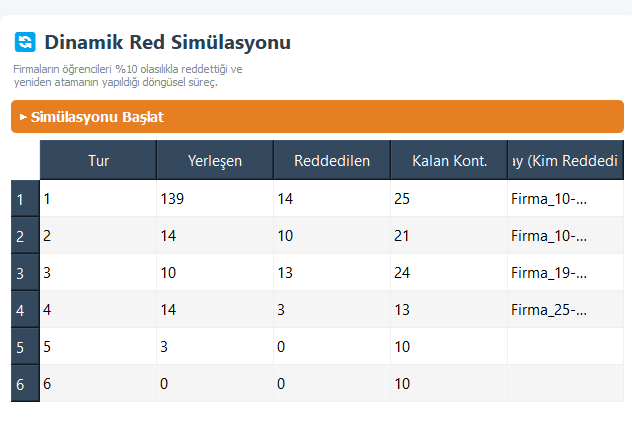 Dinamik Red Simülasyonu
Firmaların öğrencileri %10 olasılıkla reddettiği ve
yeniden atamanın yapıldığı döngüsel süreç.
▸ Simülasyonu Başlat
Tur Yerleşen Reddedilen Kalan Kont. ay (Kim Reddedi
1 1 139 14 25 Firma_10-...
2 2 14 10 21 Firma_10-...
3 3 10 13 24 Firma_19-...
4 4 14 3 13 Firma_25-...
5 5 3 0 10
6 6 0 0 10